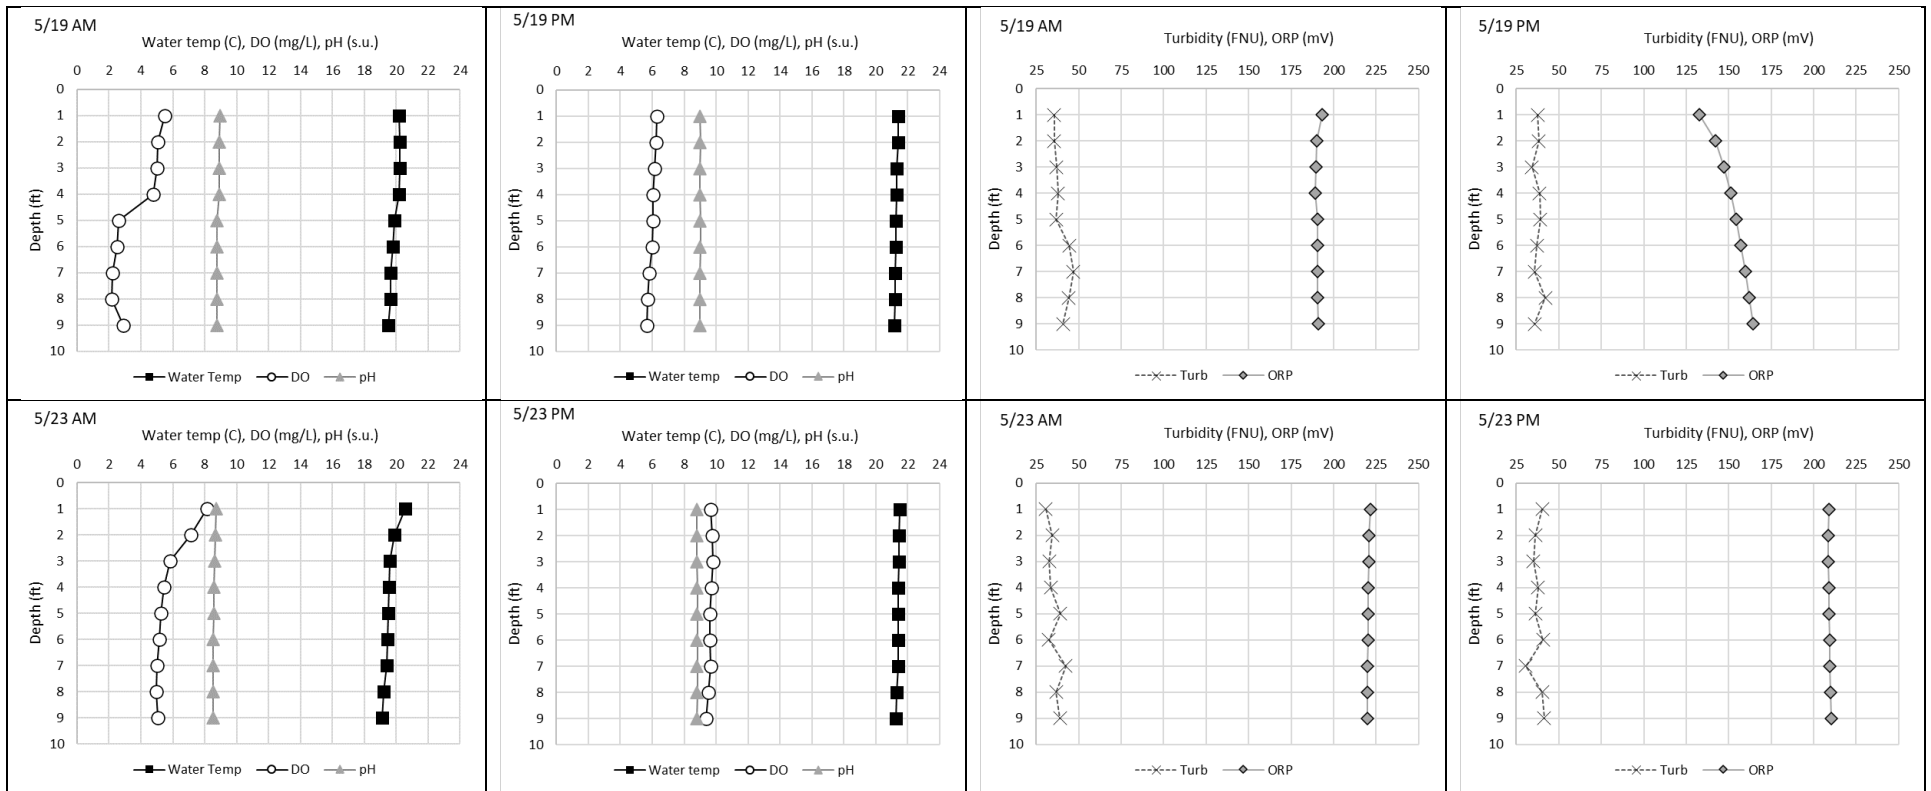 5/19 AM
Water temp (C), DO (mg/L), pH (s.u.)
0 2 4 6 8 10 12 14 16 18 20 22 24
0
1
2
3
4
5
6
7
8
9
10
Depth (ft)
Water Temp DO pH
5/19 PM
Water temp (C), DO (mg/L), pH (s.u.)
0 2 4 6 8 10 12 14 16 18 20 22 24
0
1
2
3
4
5
6
7
8
9
10
Depth (ft)
Water temp DO pH
5/19 AM
Turbidity (FNU), ORP (mV)
25 50 75 100 125 150 175 200 225 250
0
1
2
3
4
5
6
7
8
9
10
Depth (ft)
Turb ORP
5/19 PM
Turbidity (FNU), ORP (mV)
25 50 75 100 125 150 175 200 225 250
0
1
2
3
4
5
6
7
8
9
10
Depth (ft)
Turb ORP
5/23 AM
Water temp (C), DO (mg/L), pH (s.u.)
0 2 4 6 8 10 12 14 16 18 20 22 24
0
1
2
3
4
5
6
7
8
9
10
Depth (ft)
Water Temp DO pH
5/23 PM
Water temp (C), DO (mg/L), pH (s.u.)
0 2 4 6 8 10 12 14 16 18 20 22 24
0
1
2
3
4
5
6
7
8
9
10
Depth (ft)
Water temp DO pH
5/23 AM
Turbidity (FNU), ORP (mV)
25 50 75 100 125 150 175 200 225 250
0
1
2
3
4
5
6
7
8
9
10
Depth (ft)
Turb ORP
5/23 PM
Turbidity (FNU), ORP (mV)
25 50 75 100 125 150 175 200 225 250
0
1
2
3
4
5
6
7
8
9
10
Depth (ft)
Turb ORP